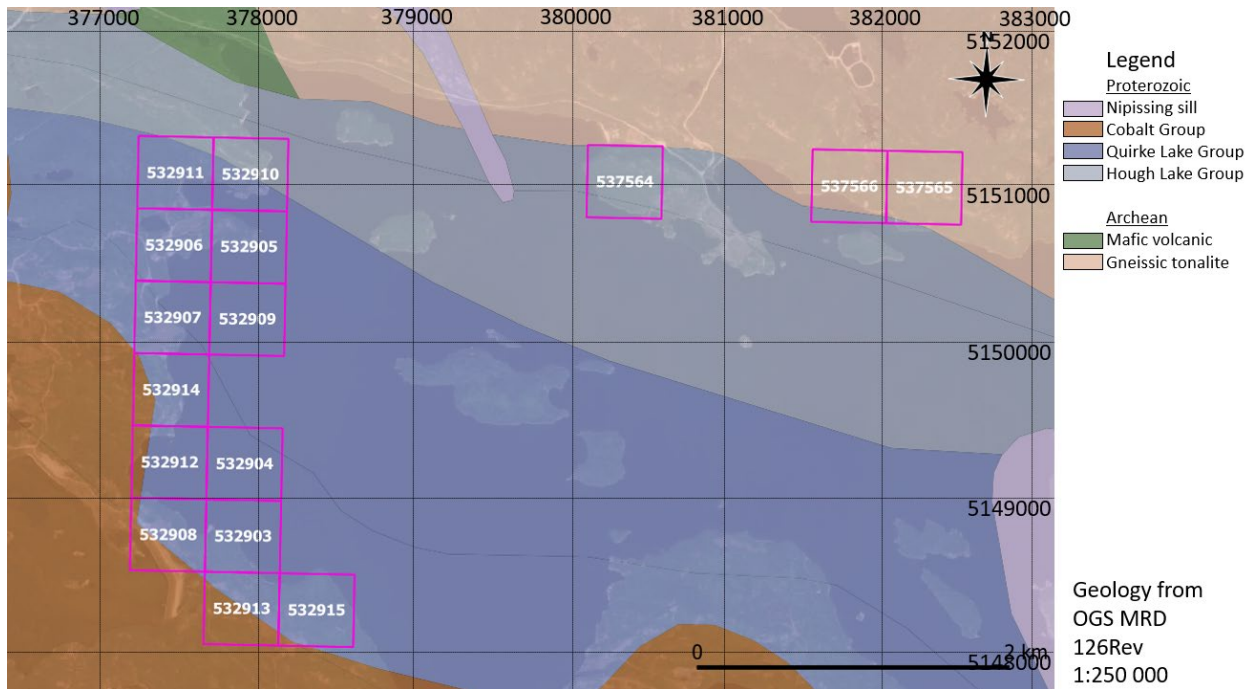 377000 378000 379000 380000 381000 382000 383000
N
5152000
Legend
Proterozoic
Nipissing sill
Cobalt Group
Quirke Lake Group
Hough Lake Group
Archean
Mafic volcanic
Gneissic tonalite
532911 532910 537564 537566 537565
5151000
532906 532905
532907 532909
5150000
532914
532912 532904
5149000
532908 532903
532913 532915
0 2 km
5148000
Geology from
OGS MRD
126Rev
1:250 000